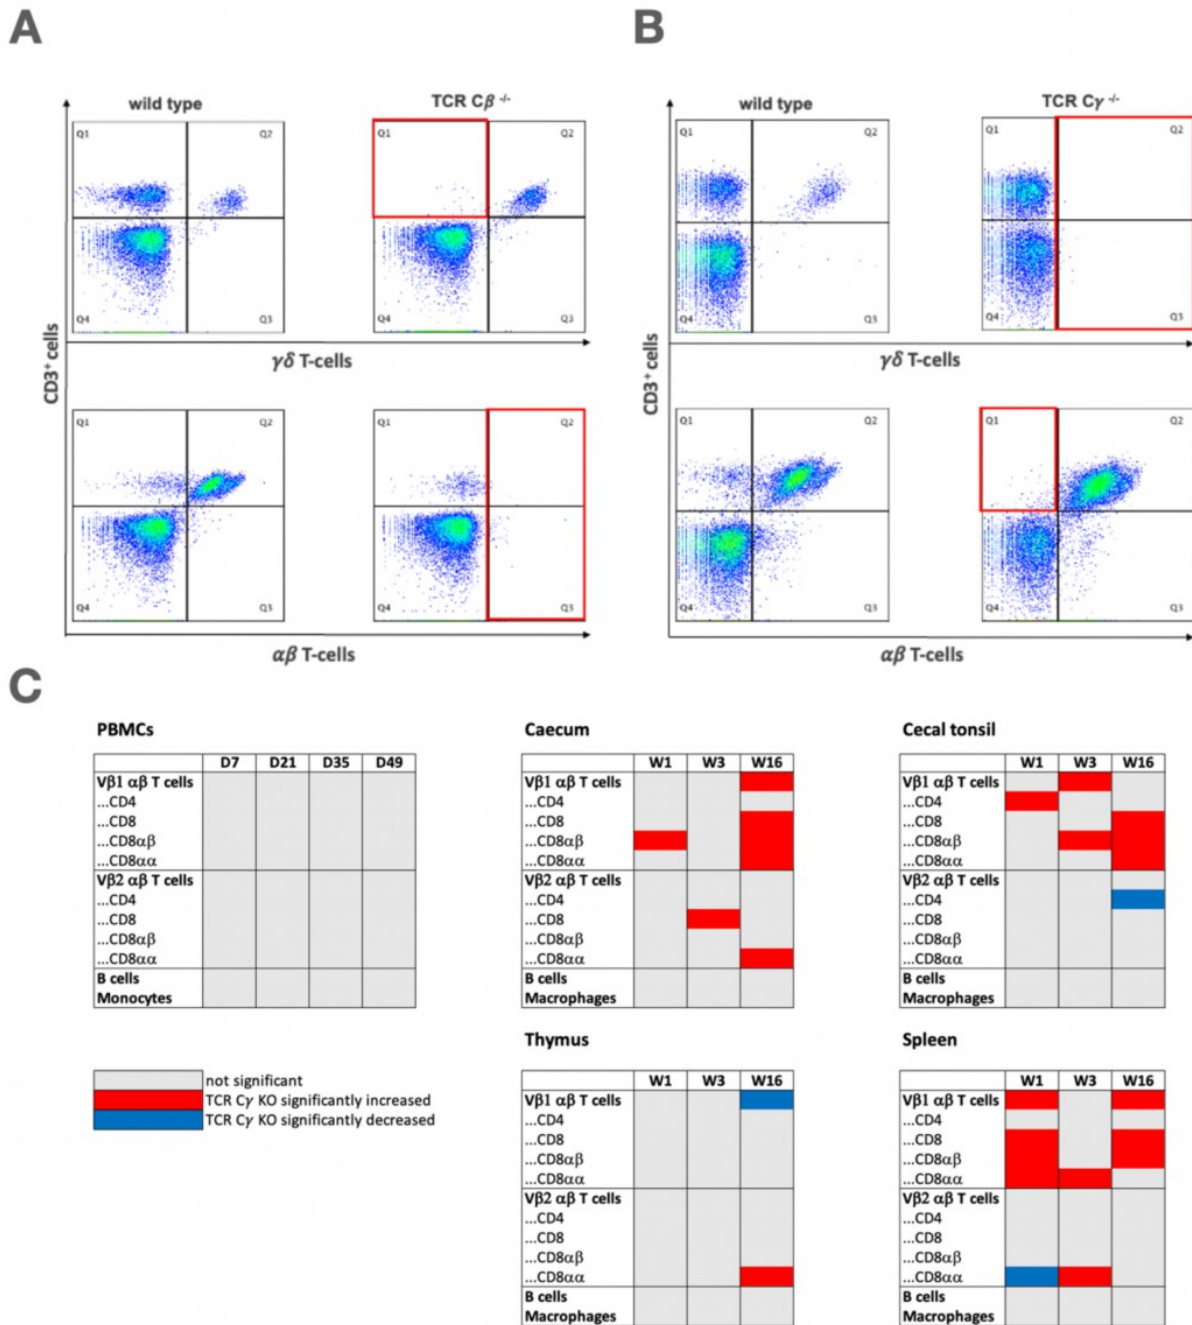 A
B
wild type
TCR Cβ -/-
wild type
TCR Cγ -/-
Q1
Q2
Q1
Q2
Q1
Q2
Q1
Q2
Q4
Q3
Q4
Q3
Q4
Q3
Q4
Q3
CD3+ cells
CD3+ cells
γδ T-cells
γδ T-cells
Q1
Q2
Q1
Q2
Q1
Q2
Q1
Q2
Q4
Q3
Q4
Q3
Q4
Q3
Q4
Q3
αβ T-cells
αβ T-cells
C
PBMCs
D7 D21 D35 D49
Vβ1 αβ T cells
...CD4
...CD8
...CD8αβ
...CD8αα
Vβ2 αβ T cells
...CD4
...CD8
...CD8αβ
...CD8αα
B cells
Monocytes
not significant
TCR Cγ KO significantly increased
TCR Cγ KO significantly decreased
Caecum
W1 W3 W16
Vβ1 αβ T cells
...CD4
...CD8
...CD8αβ
...CD8αα
Vβ2 αβ T cells
...CD4
...CD8
...CD8αβ
...CD8αα
B cells
Macrophages
Cecal tonsil
W1 W3 W16
Vβ1 αβ T cells
...CD4
...CD8
...CD8αβ
...CD8αα
Vβ2 αβ T cells
...CD4
...CD8
...CD8αβ
...CD8αα
B cells
Macrophages
Thymus
W1 W3 W16
Vβ1 αβ T cells
...CD4
...CD8
...CD8αβ
...CD8αα
Vβ2 αβ T cells
...CD4
...CD8
...CD8αβ
...CD8αα
B cells
Macrophages
Spleen
W1 W3 W16
Vβ1 αβ T cells
...CD4
...CD8
...CD8αβ
...CD8αα
Vβ2 αβ T cells
...CD4
...CD8
...CD8αβ
...CD8αα
B cells
Macrophages